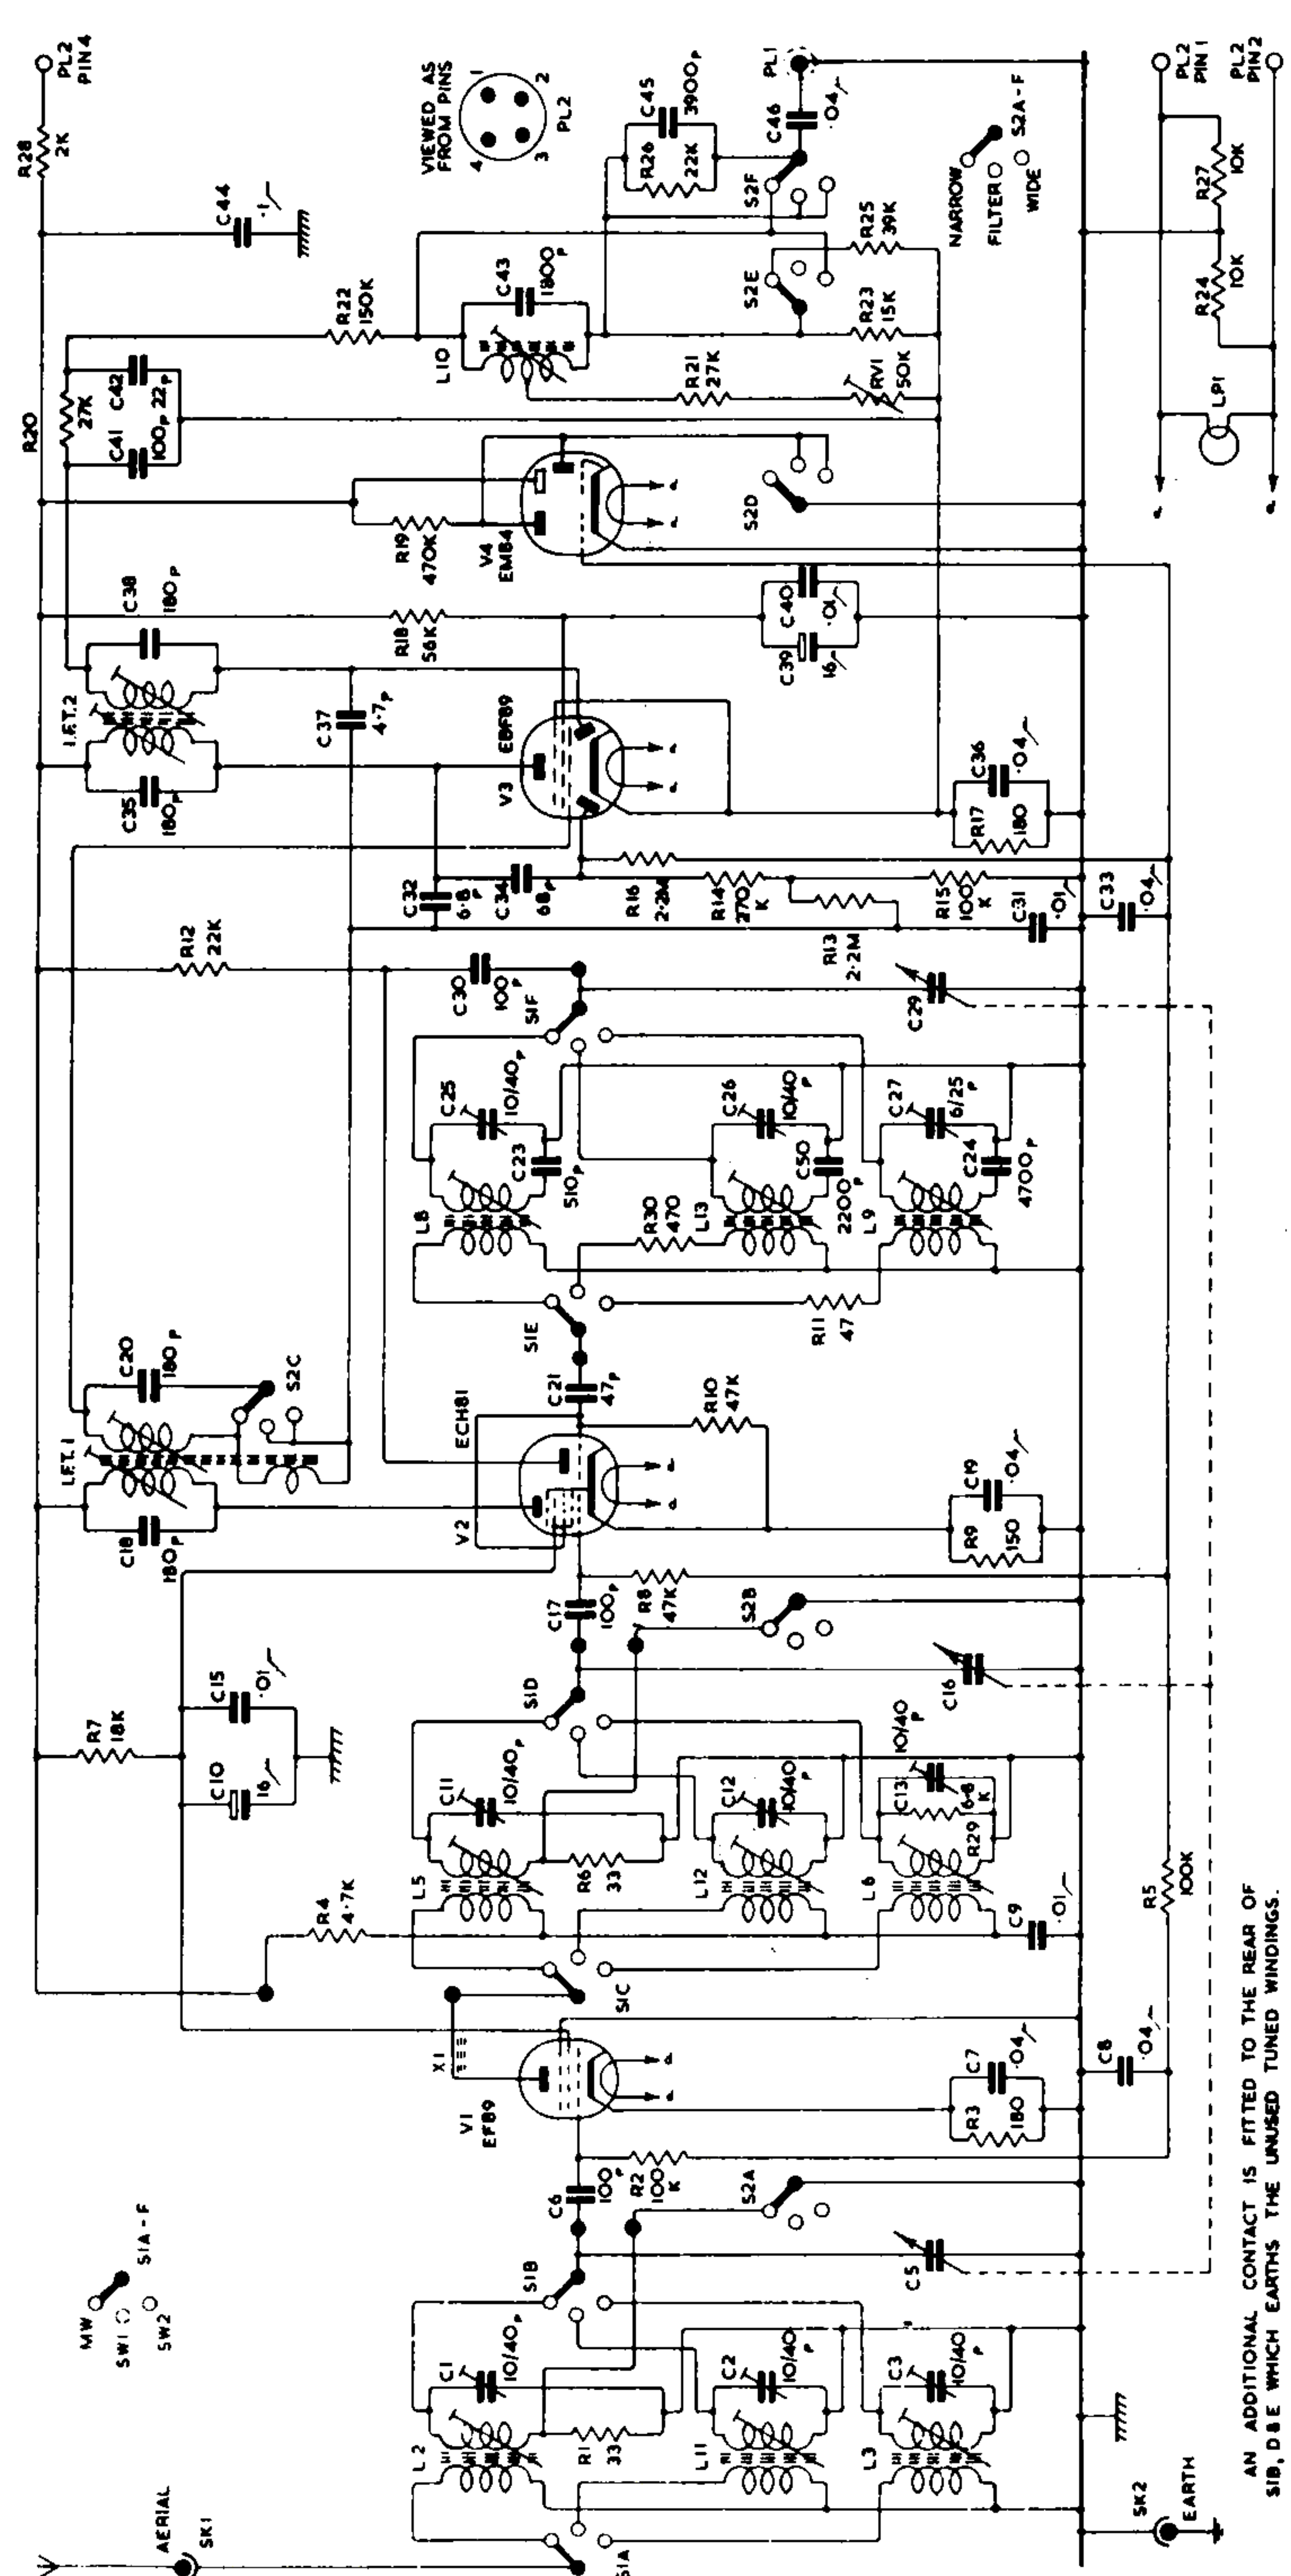 AERIAL
SK1
S1A
MW
SW1
SW2
S1A-F
L2
C1
10/40P
R1
33
L11
C2
10/40P
L3
C3
10/40P
SK2
EARTH
S1B
C6
100P
R2
100K
S2A
C5
V1
EF89
X1
R3
180
C7
.04
C8
.04
R5
100K
S1C
R4
4.7K
L5
C11
10/40P
R6
33
L12
C12
10/40P
L6
C13
10/40P
R29
6.8K
C9
.01
R7
18K
C10
16
C15
.01
S1D
C17
100P
R8
47K
S2B
C16
V2
ECH81
R9
150
C19
.04
R10
47K
C21
47P
I.F.T.1
C18
180P
C20
180P
S2C
S1E
R11
47
L8
C25
10/40P
C23
510P
R30
470
L13
C26
10/40P
C50
2200P
L9
C27
6/25P
C24
4700P
S1F
C30
100P
R12
22K
C29
C32
6.8P
C34
68P
R16
2.2M
R14
270K
R13
2.2M
R15
100K
C31
.01
C33
.04
V3
EBF89
R17
180
C36
.04
I.F.T.2
C35
180P
C38
180P
C37
4.7P
R18
56K
C39
16
C40
.01
R19
470K
V4
EM84
S2D
R20
27K
C41
100P
C42
22P
R22
150K
L10
C43
1800P
R21
27K
RV1
50K
R23
15K
R25
39K
S2E
S2F
R26
22K
C45
3900P
C46
.04
PL1
C44
.1
R28
2K
PL2
PIN 4
VIEWED AS
FROM PINS
1
2
3
4
PL2
NARROW
FILTER
WIDE
S2A-F
LP1
R24
10K
R27
10K
PL2
PIN 1
PL2
PIN 2
a
a
a a
a a
a a
a a
AN ADDITIONAL CONTACT IS FITTED TO THE REAR OF
S1B, D & E WHICH EARTHS THE UNUSED TUNED WINDINGS.